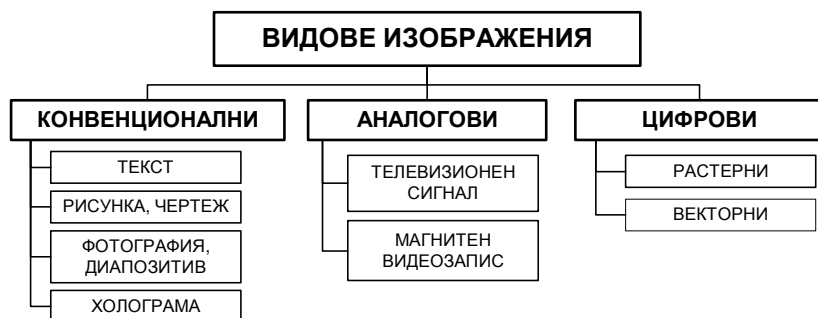 ВИДОВЕ ИЗОБРАЖЕНИЯ
КОНВЕНЦИОНАЛНИ
ТЕКСТ
РИСУНКА, ЧЕРТЕЖ
ФОТОГРАФИЯ,
ДИАПОЗИТИВ
ХОЛОГРАМА
АНАЛОГОВИ
ТЕЛЕВИЗИОНЕН
СИГНАЛ
МАГНИТЕН
ВИДЕОЗАПИС
ЦИФРОВИ
РАСТЕРНИ
ВЕКТОРНИ